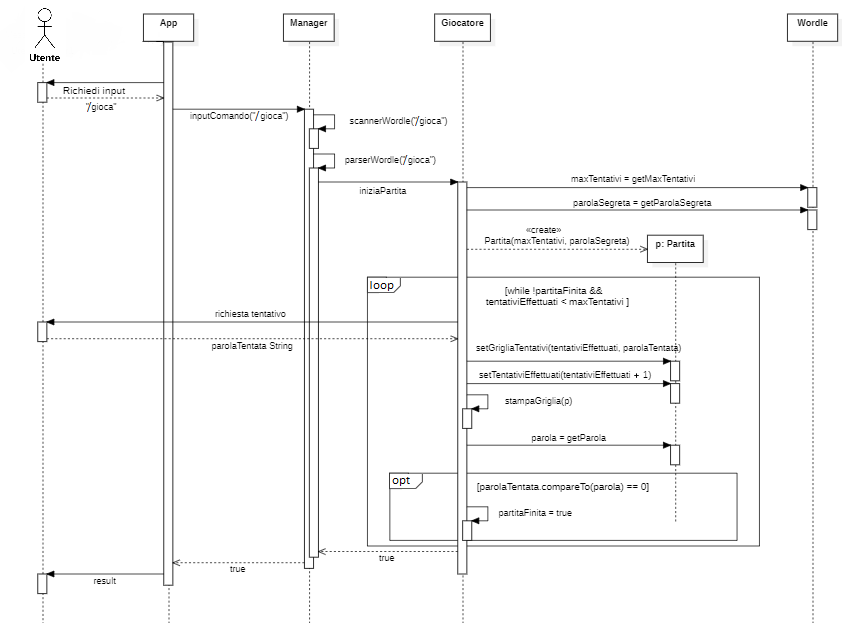 App
Manager
Giocatore
Wordle
Utente
Richiedi input
"/gioca"
inputComando("/gioca")
scannerWordle("/gioca")
parserWordle("/gioca")
iniziaPartita
maxTentativi = getMaxTentativi
parolaSegreta = getParolaSegreta
«create»
Partita(maxTentativi, parolaSegreta)
p: Partita
loop
[while !partitaFinita &&
tentativiEffettuati < maxTentativi ]
richiesta tentativo
parolaTentata String
setGrigliaTentativi(tentativiEffettuati, parolaTentata)
setTentativiEffettuati(tentativiEffettuati + 1)
stampaGriglia(p)
parola = getParola
opt
[parolaTentata.compareTo(parola) == 0]
partitaFinita = true
true
true
result